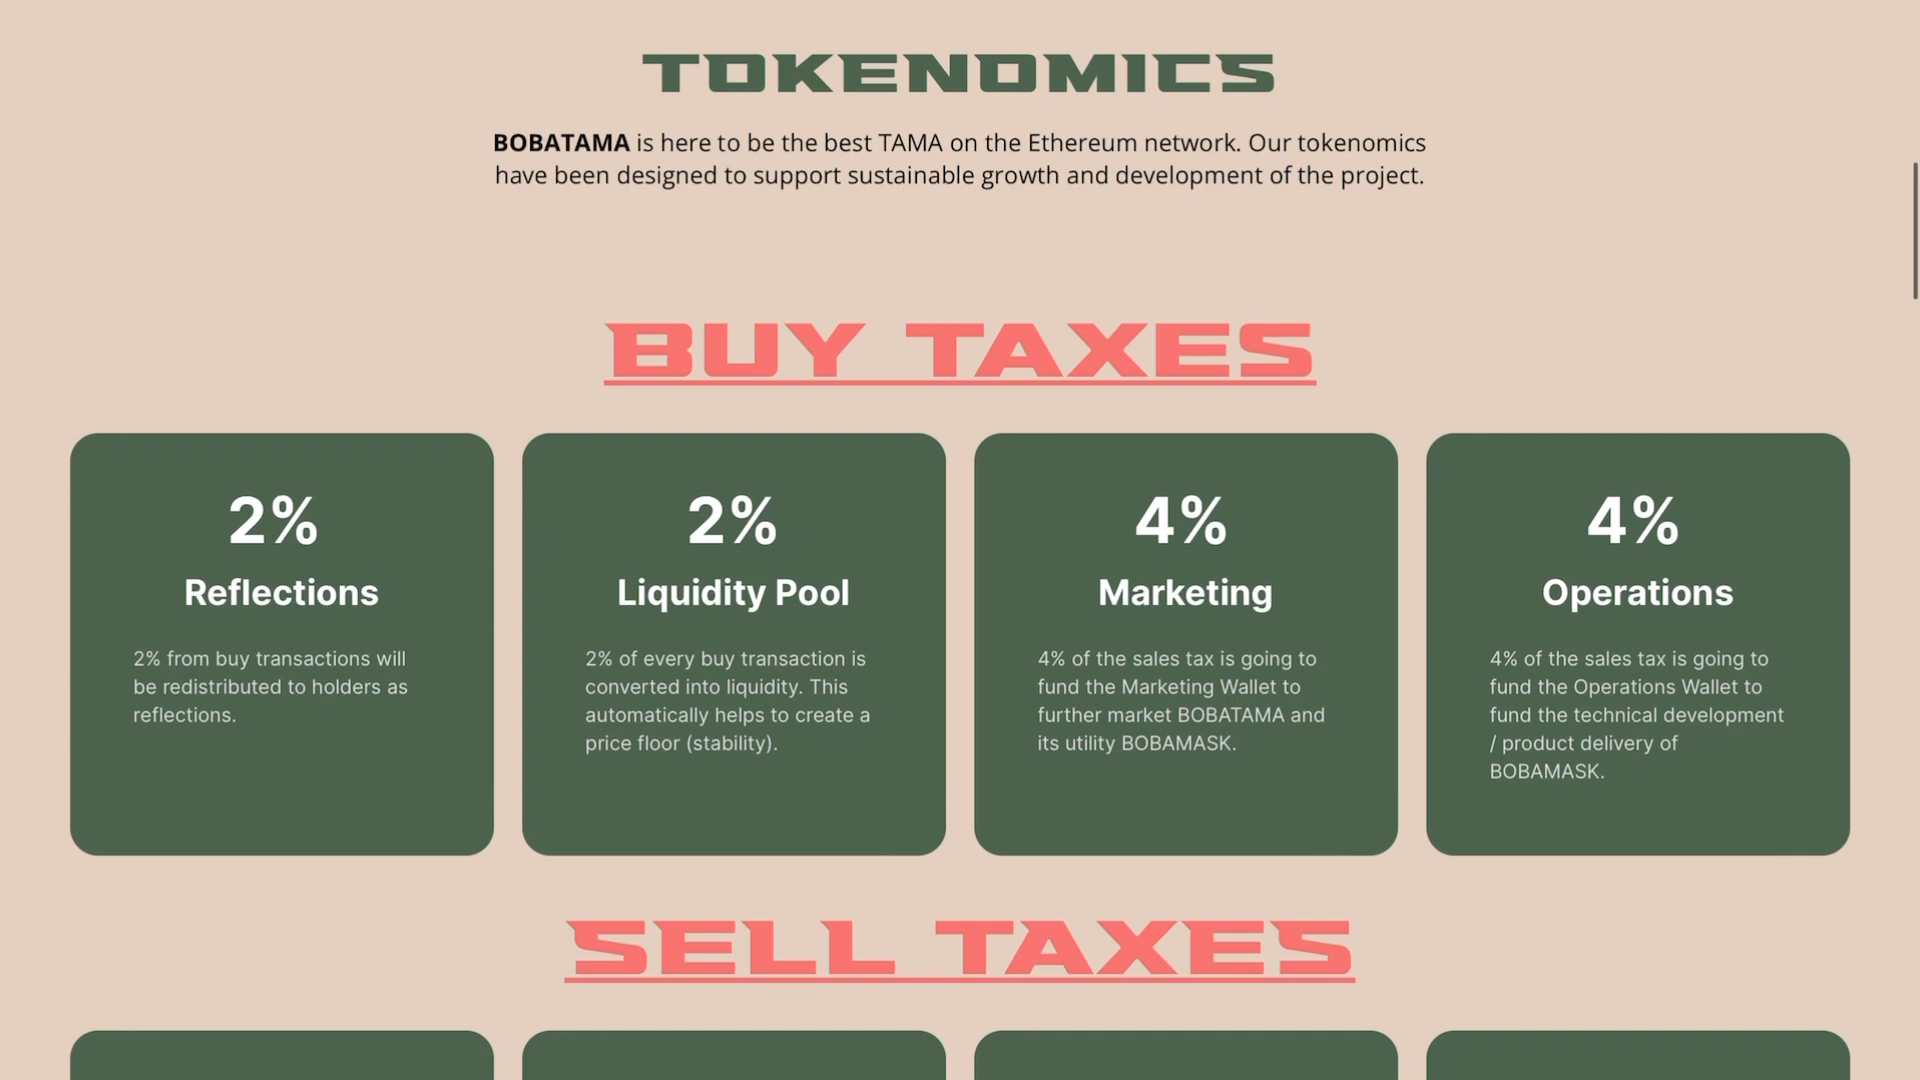 TOKENOMICS
BOBATAMA is here to be the best TAMA on the Ethereum network. Our tokenomics
have been designed to support sustainable growth and development of the project.
BUY TAXES
2%
Reflections
2% from buy transactions will
be redistributed to holders as
reflections.
2%
Liquidity Pool
2% of every buy transaction is
converted into liquidity. This
automatically helps to create a
price floor (stability).
4%
Marketing
4% of the sales tax is going to
fund the Marketing Wallet to
further market BOBATAMA and
its utility BOBAMASK.
4%
Operations
4% of the sales tax is going to
fund the Operations Wallet to
fund the technical development
/ product delivery of
BOBAMASK.
SELL TAXES